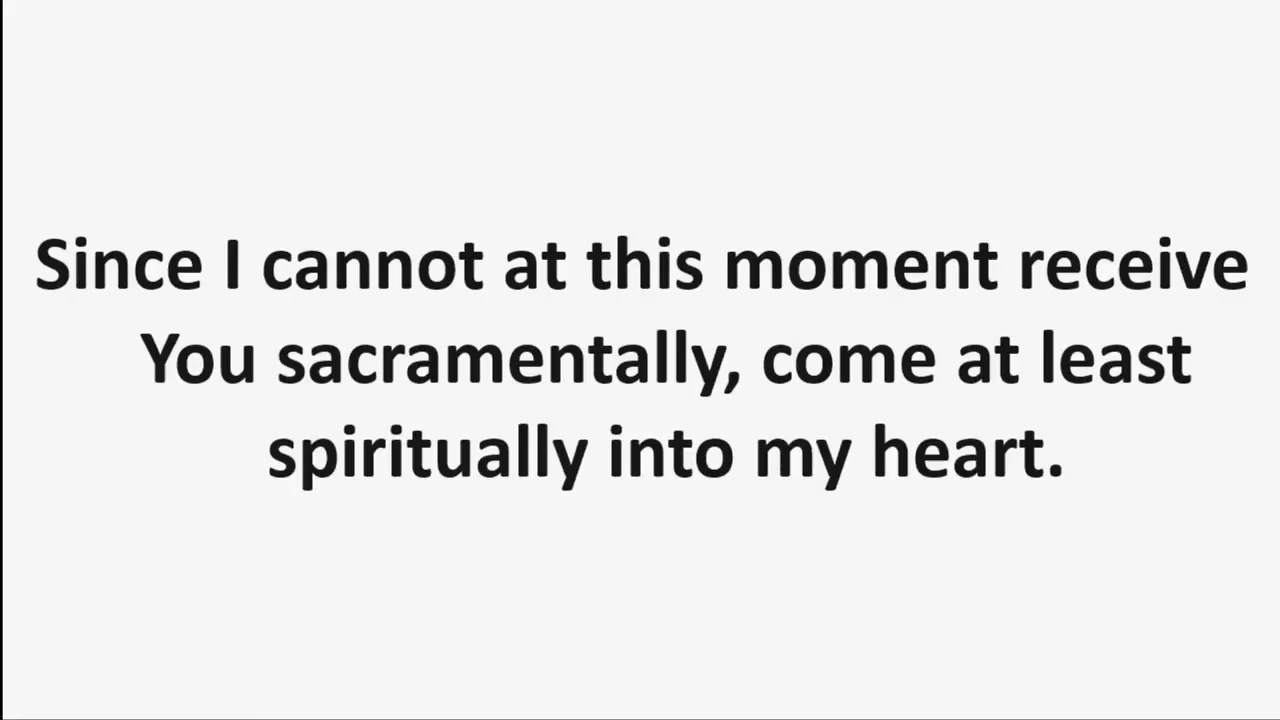 Since I cannot at this moment receive
You sacramentally, come at least
spiritually into my heart.